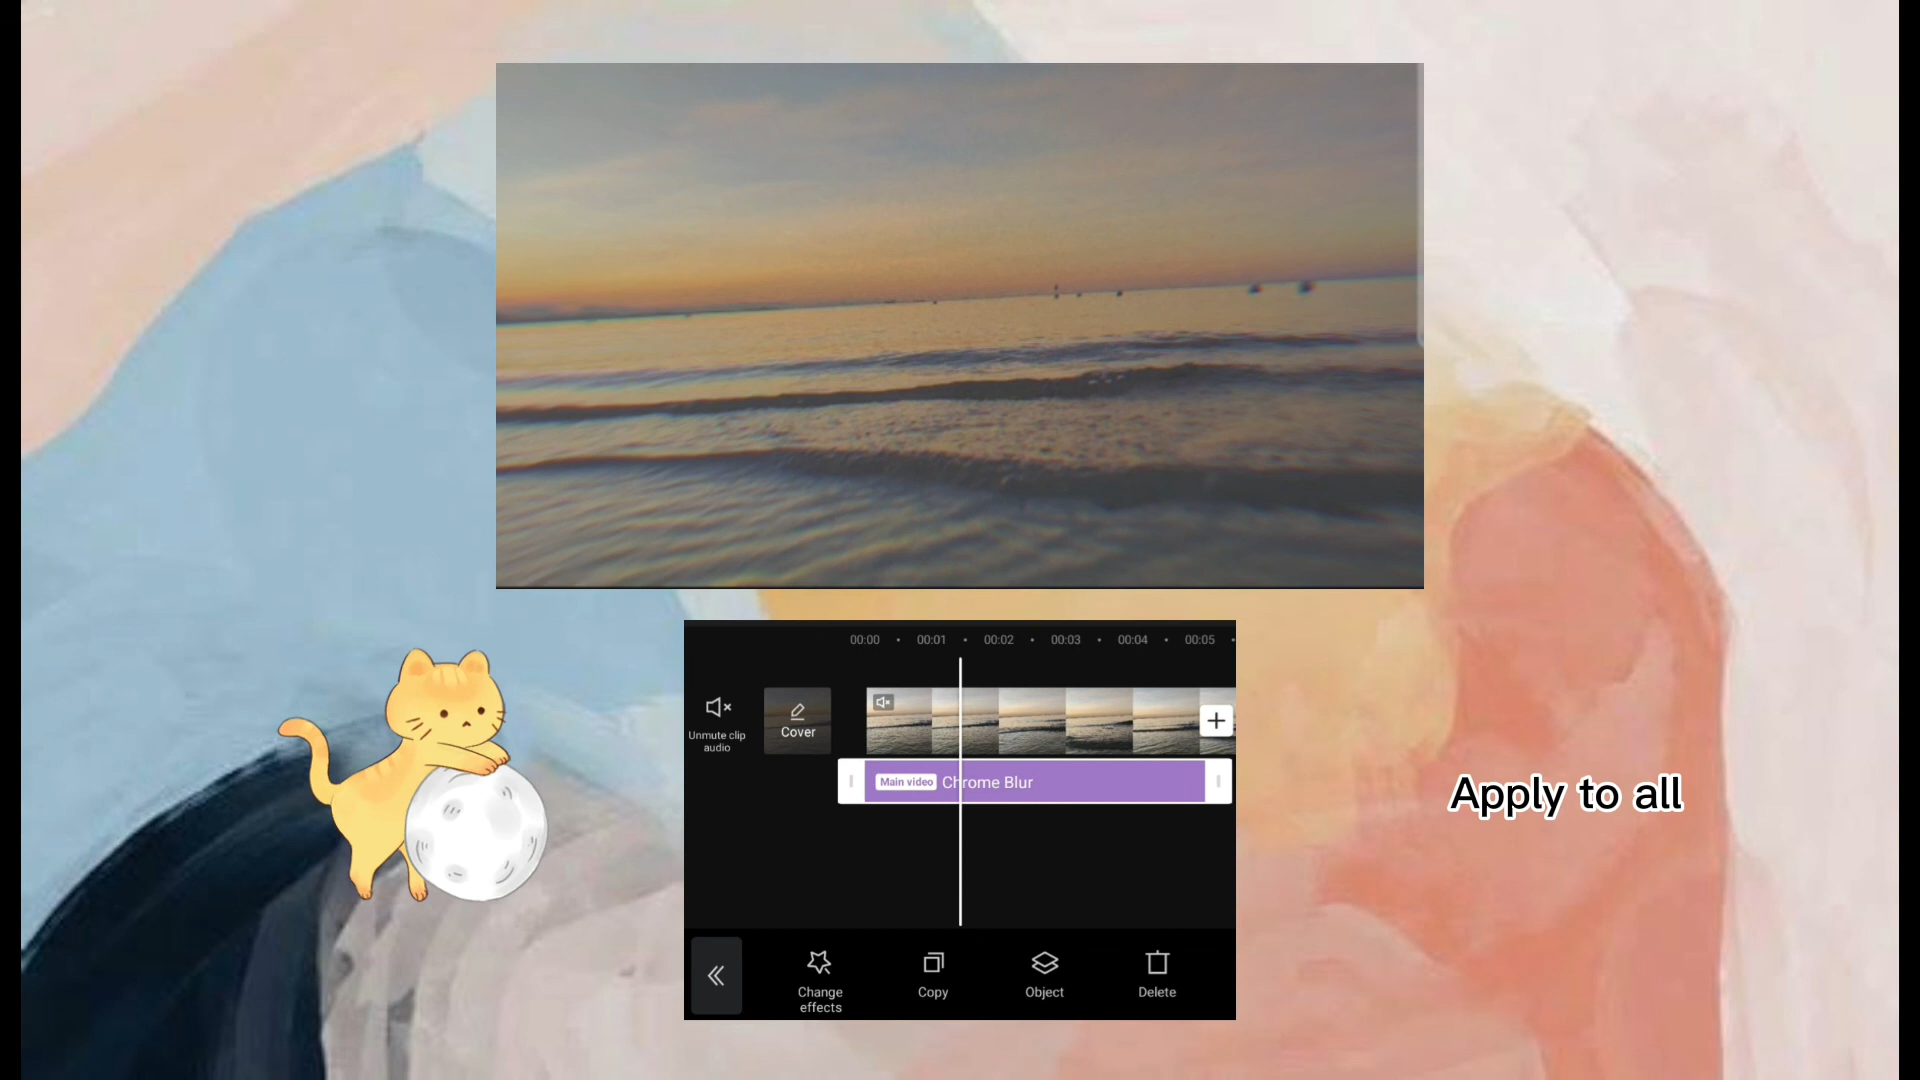 00:00 • 00:01 • 00:02 • 00:03 • 00:04 • 00:05 •
Unmute clip
audio
Cover
Main video Chrome Blur
Apply to all
Change
effects
Copy
Object
Delete